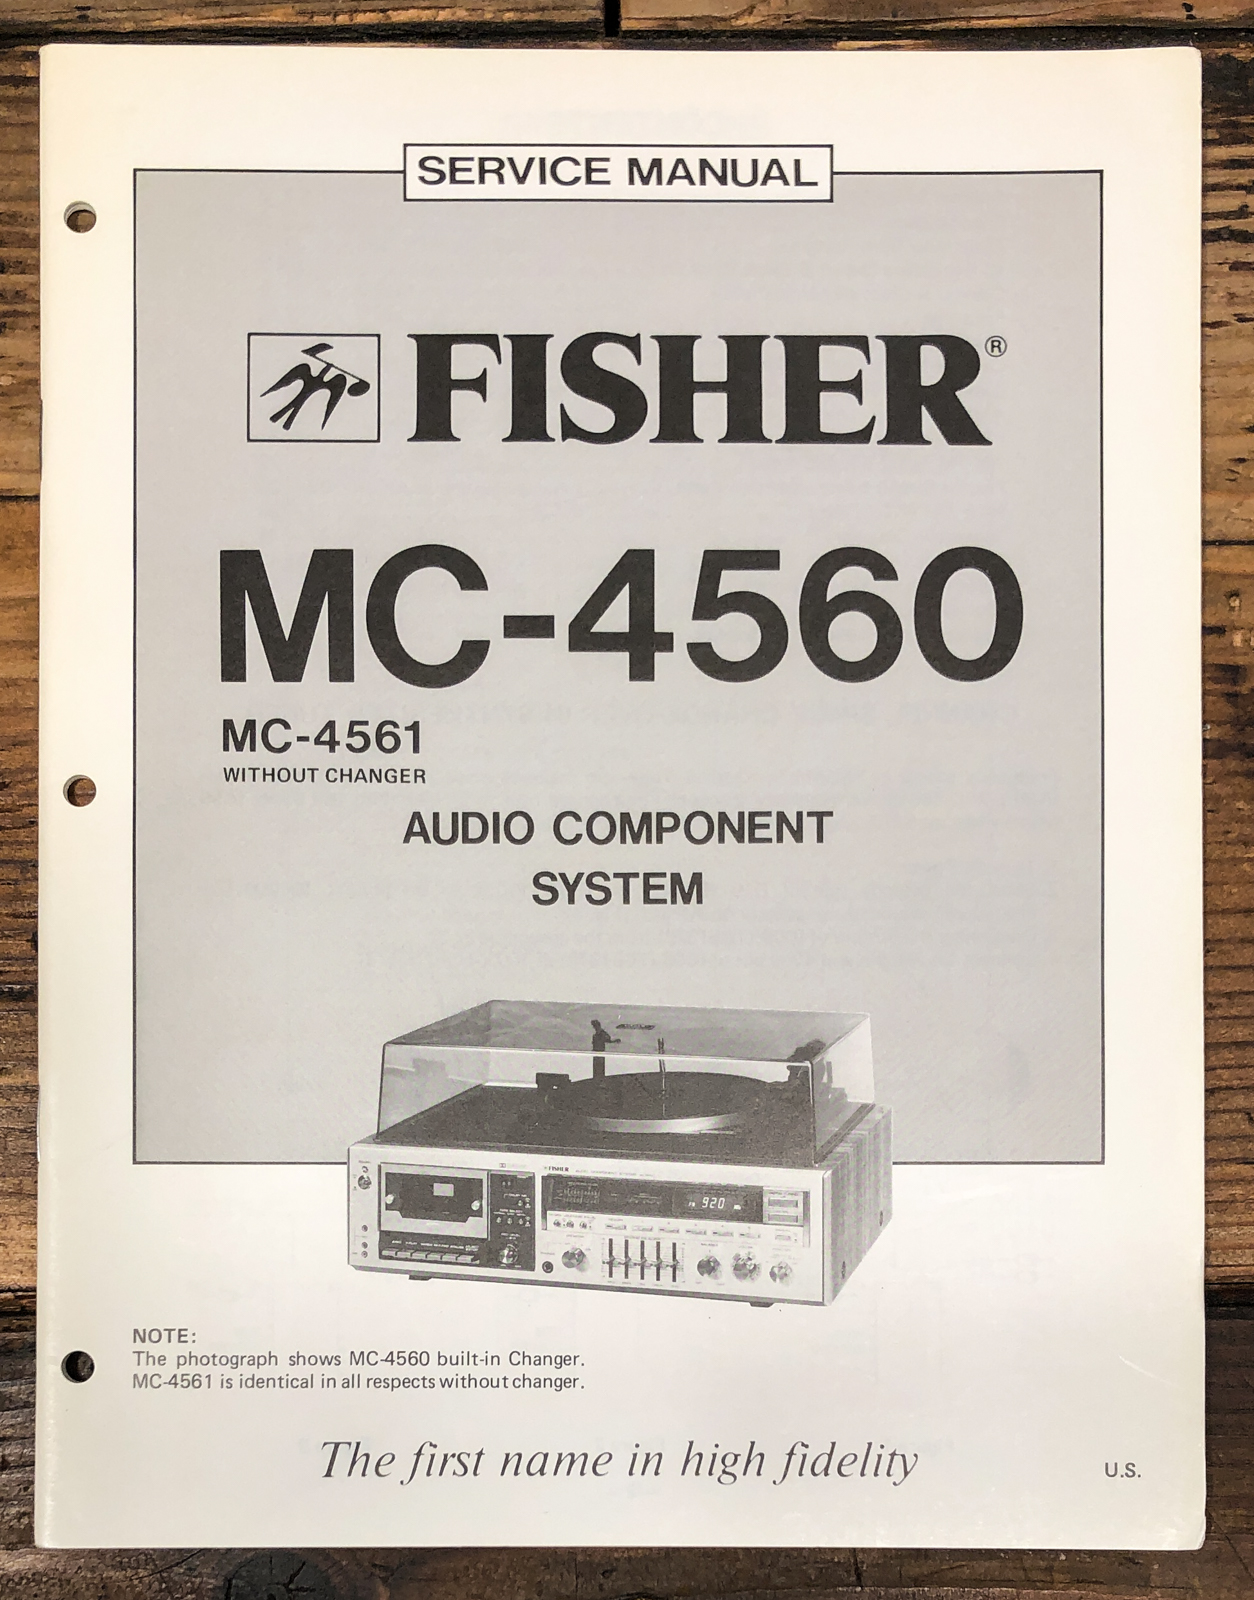 SERVICE MANUAL
FISHER®
MC-4560
MC-4561
WITHOUT CHANGER
AUDIO COMPONENT
SYSTEM
FISHER
920
NOTE:
The photograph shows MC-4560 built-in Changer.
MC-4561 is identical in all respects without changer.
The first name in high fidelity
U.S.